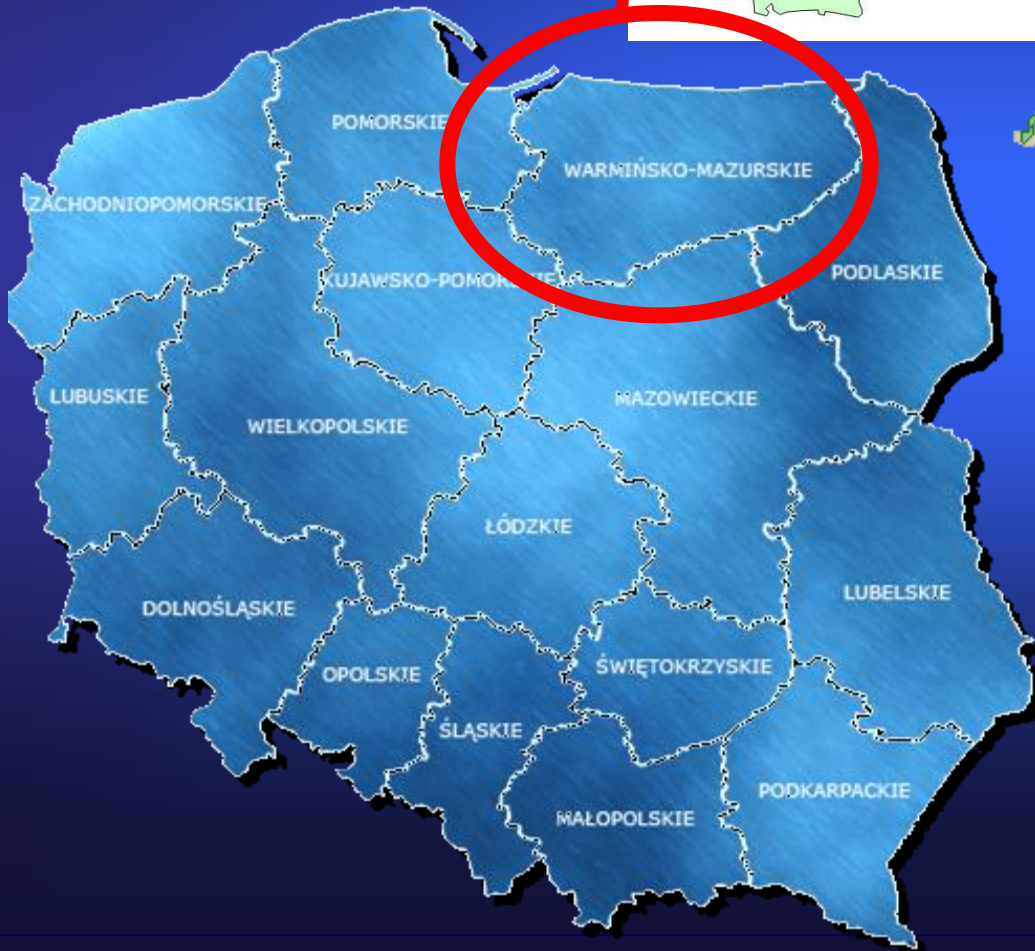 POMORSKIE
WARMIŃSKO-MAZURSKIE
ZACHODNIOPOMORSKIE
KUJAWSKO-POMORSKIE
PODLASKIE
LUBUSKIE
MAZOWIECKIE
WIELKOPOLSKIE
ŁÓDZKIE
LUBELSKIE
DOLNOŚLĄSKIE
ŚWIĘTOKRZYSKIE
OPOLSKIE
ŚLĄSKIE
PODKARPACKIE
MAŁOPOLSKIE